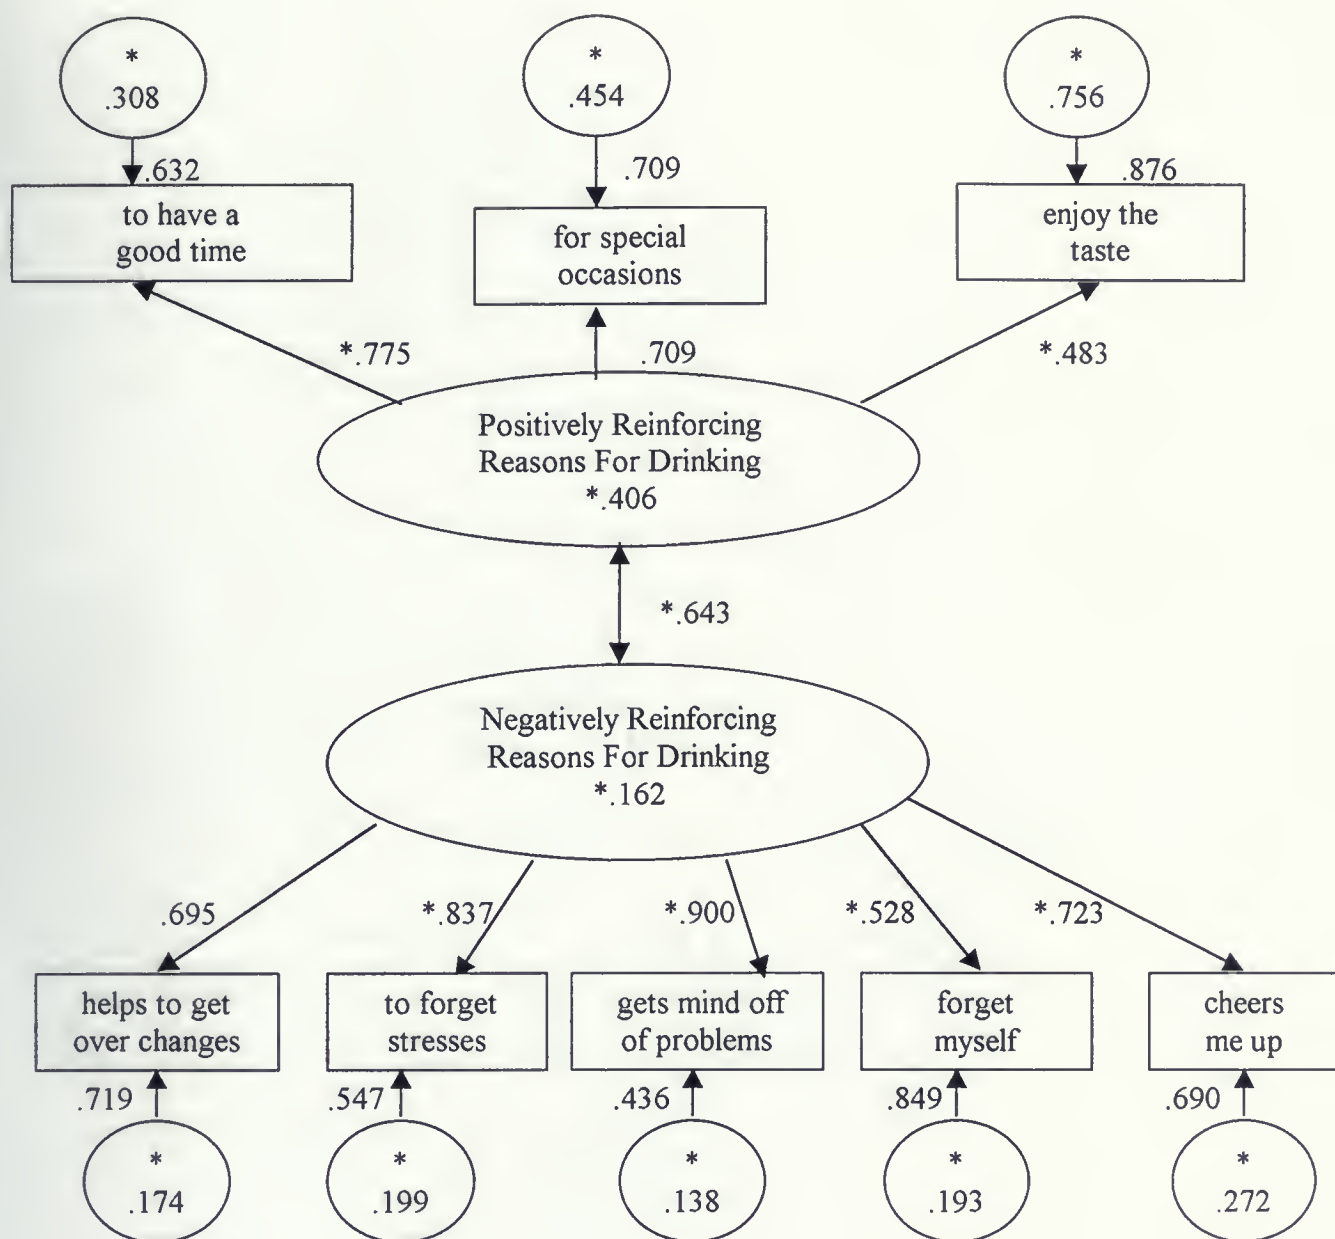 *
.308
*
.454
*
.756
.632
.709
.876
to have a
good time
for special
occasions
enjoy the
taste
*.775
.709
*.483
Positively Reinforcing
Reasons For Drinking
*.406
*.643
Negatively Reinforcing
Reasons For Drinking
*.162
.695
*.837
*.900
*.528
*.723
helps to get
over changes
to forget
stresses
gets mind off
of problems
forget
myself
cheers
me up
.719
.547
.436
.849
.690
*
.174
*
.199
*
.138
*
.193
*
.272